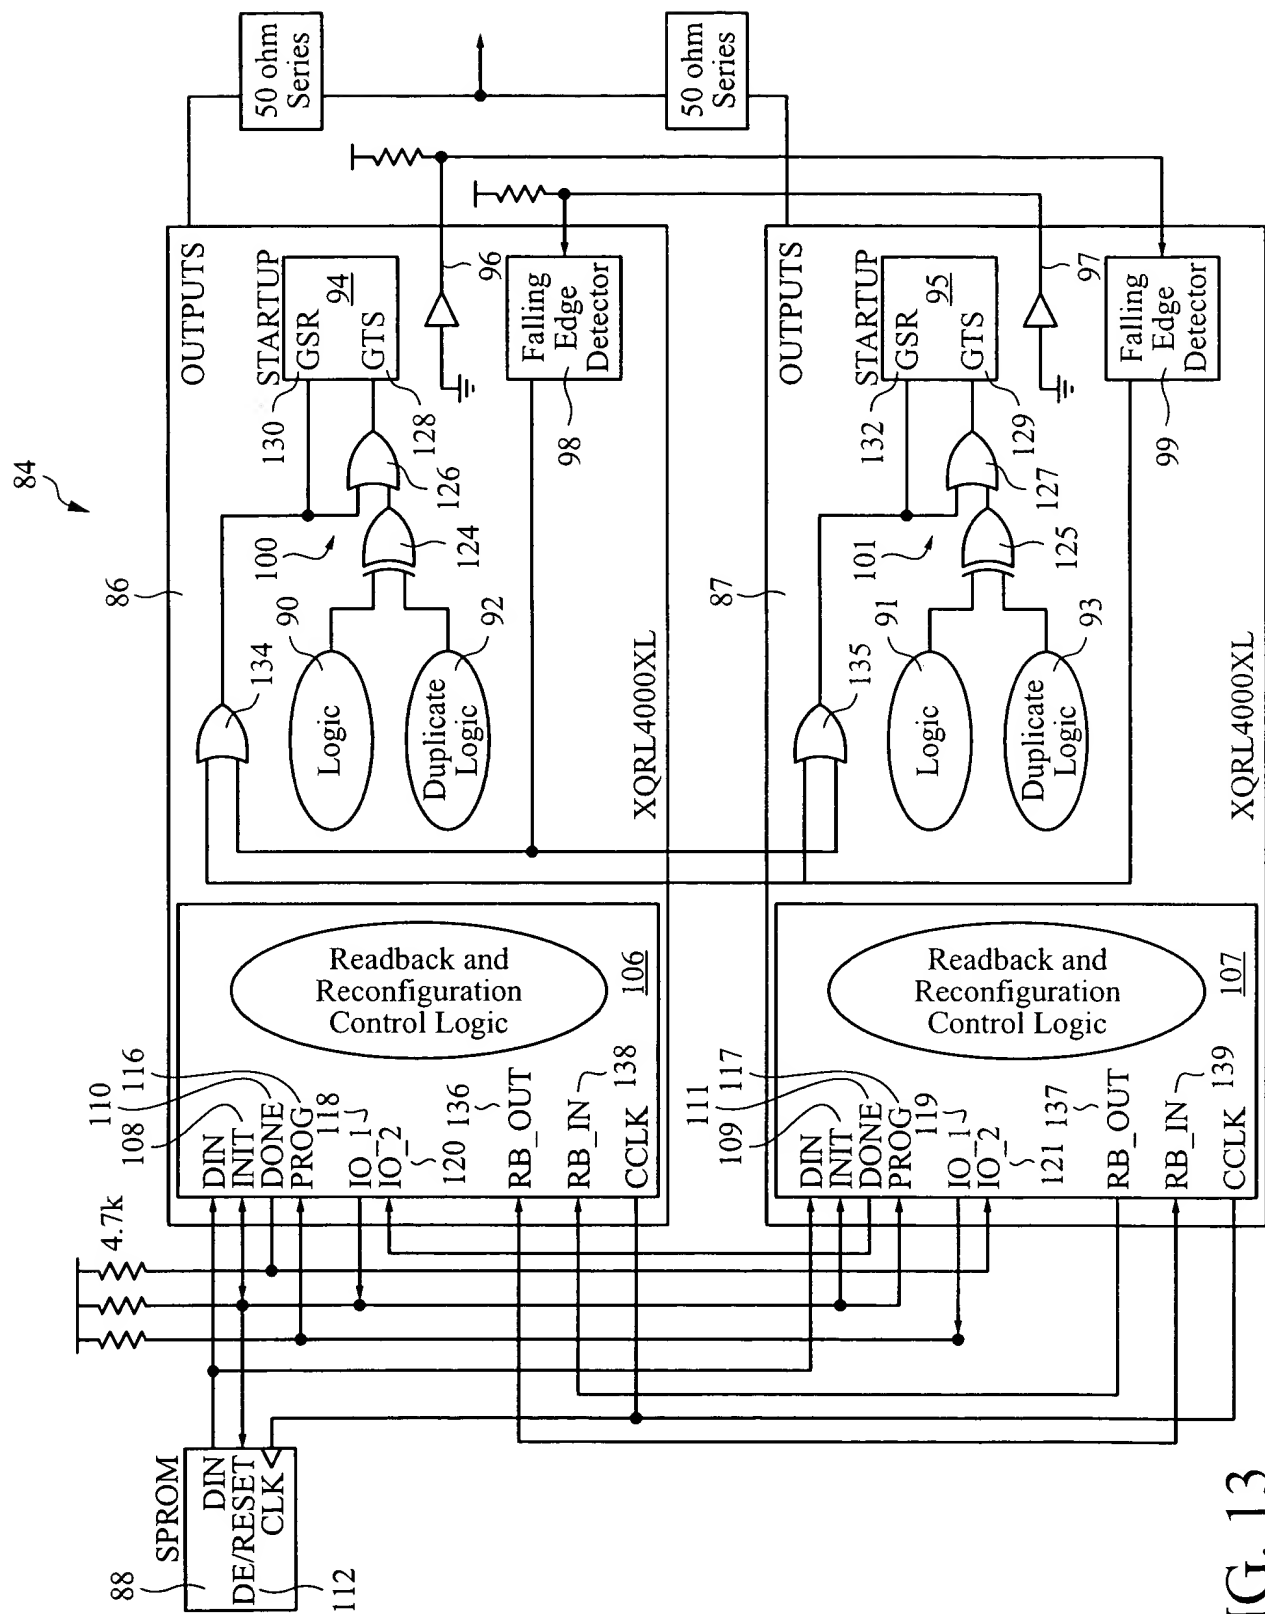 84
SPROM
88
DIN
DE/RESET
CLK
112
4.7k
86
108
110
116
DIN
INIT
DONE
PROG
118
IO_1
IO_2
120
136
RB_OUT
RB_IN
138
CCLK
Readback and
Reconfiguration
Control Logic
106
134
90
Logic
92
Duplicate
Logic
XQRL4000XL
100
124
126
130
128
OUTPUTS
STARTUP
GSR
94
GTS
96
98
Falling
Edge
Detector
50 ohm
Series
87
109
111
117
DIN
INIT
DONE
PROG
119
IO_1
IO_2
121
137
RB_OUT
RB_IN
139
CCLK
Readback and
Reconfiguration
Control Logic
107
135
91
Logic
93
Duplicate
Logic
XQRL4000XL
101
125
127
132
129
OUTPUTS
STARTUP
GSR
95
GTS
97
99
Falling
Edge
Detector
50 ohm
Series
IG. 13